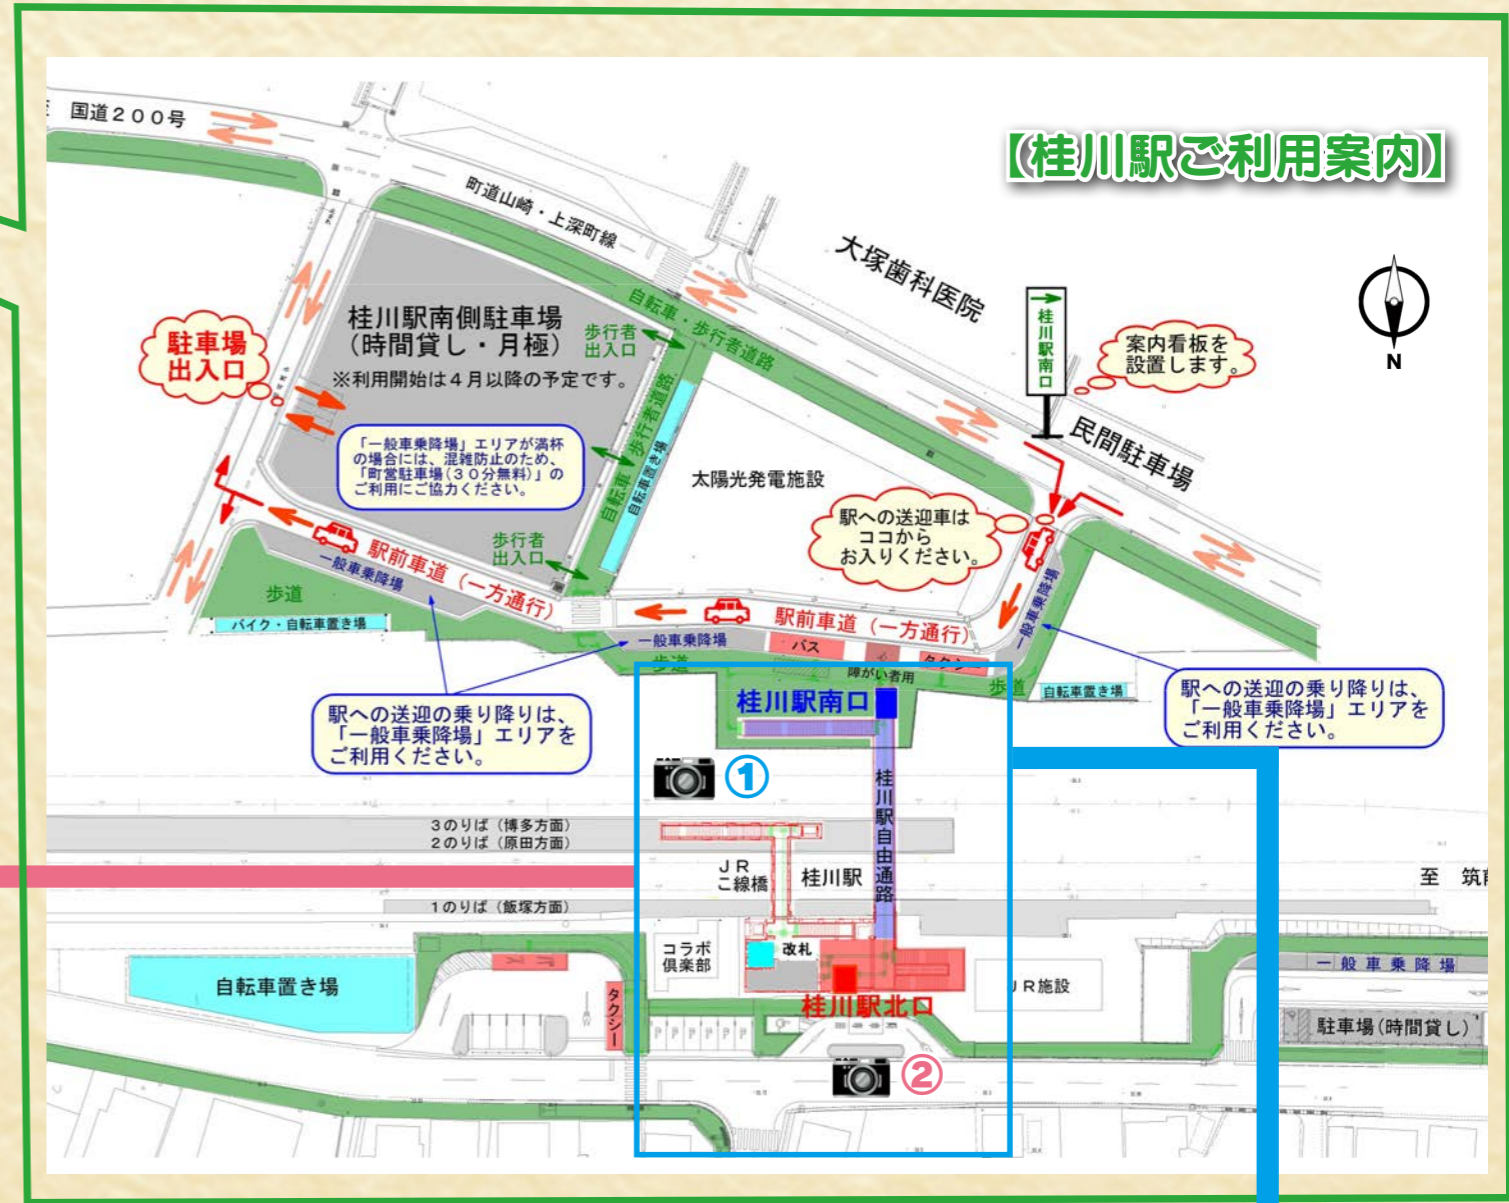 【桂川駅ご利用案内】
国道200号
町道山崎・上深町線
大塚歯科医院
桂川駅南口
案内看板を
設置します。
N
民間駐車場
自転車・歩行者道路
駐車場
出入口
桂川駅南側駐車場
(時間貸し・月極)
※利用開始は4月以降の予定です。
歩行者
出入口
「一般車乗降場」エリアが満杯
の場合には、混雑防止のため、
「町営駐車場(30分無料)」の
ご利用にご協力ください。
自転車・歩行者道路
自転車置き場
太陽光発電施設
駅への送迎車は
ココから
お入りください。
歩行者
出入口
駅前車道(一方通行)
一般車乗降場
歩道
バイク・自転車置き場
駅前車道(一方通行)
一般車乗降場
一般車乗降場
バス
タクシー
障がい者用
歩道
歩道
自転車置き場
駅への送迎の乗り降りは、
「一般車乗降場」エリアを
ご利用ください。
駅への送迎の乗り降りは、
「一般車乗降場」エリアを
ご利用ください。
桂川駅南口
①
桂川駅自由通路
3のりば(博多方面)
2のりば(原田方面)
JR
こ線橋
桂川駅
至 筑
1のりば(飯塚方面)
コラボ
倶楽部
改札
自転車置き場
タクシー
桂川駅北口
JR施設
一般車乗降場
駐車場(時間貸し)
②